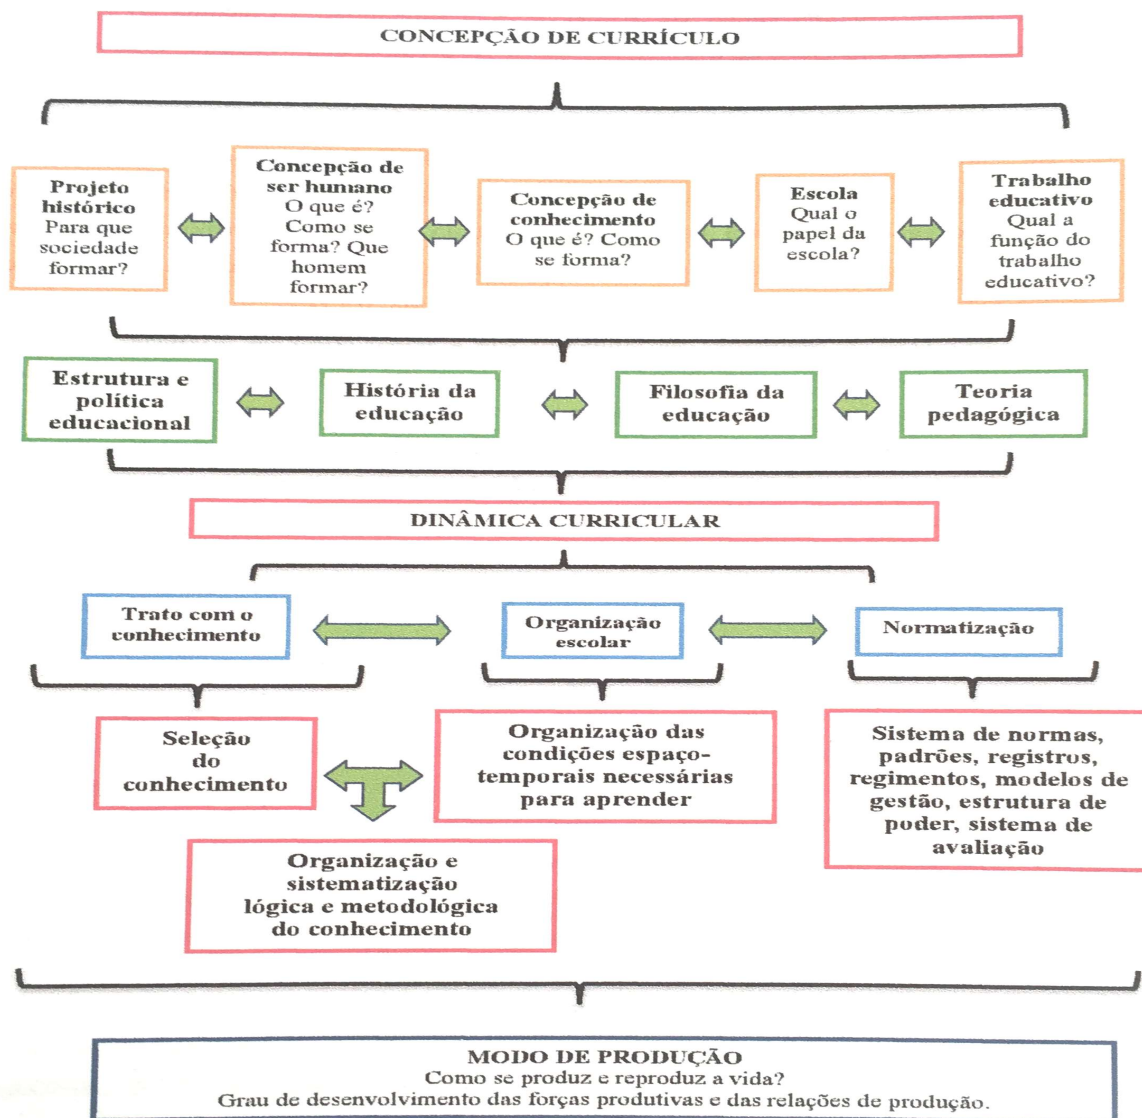 CONCEPÇÃO DE CURRÍCULO
Projeto
histórico
Para que
sociedade
formar?
Concepção de
ser humano
O que é?
Como se
forma? Que
homem
formar?
Concepção de
conhecimento
O que é? Como
se forma?
Escola
Qual o
papel da
escola?
Trabalho
educativo
Qual a
função do
trabalho
educativo?
Estrutura e
política
educacional
História da
educação
Filosofia da
educação
Teoria
pedagógica
DINÂMICA CURRICULAR
Trato com o
conhecimento
Organização
escolar
Normatização
Seleção
do
conhecimento
Organização das
condições espaço-
temporais necessárias
para aprender
Sistema de normas,
padrões, registros,
regimentos, modelos de
gestão, estrutura de
poder, sistema de
avaliação
Organização e
sistematização
lógica e metodológica
do conhecimento
MODO DE PRODUÇÃO
Como se produz e reproduz a vida?
Grau de desenvolvimento das forças produtivas e das relações de produção.